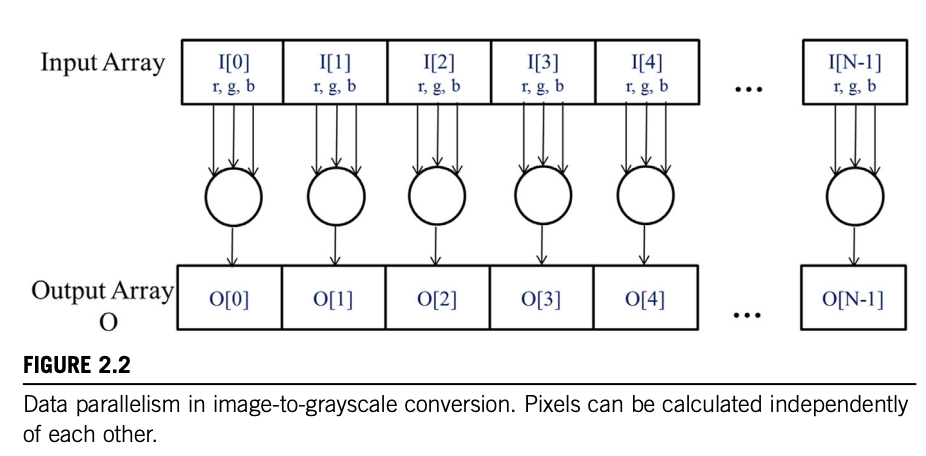 Input Array
I[0] I[1] I[2] I[3] I[4] ... I[N-1]
r, g, b r, g, b r, g, b r, g, b r, g, b r, g, b
Output Array
O
O[0] O[1] O[2] O[3] O[4] ... O[N-1]
FIGURE 2.2
Data parallelism in image-to-grayscale conversion. Pixels can be calculated independently
of each other.